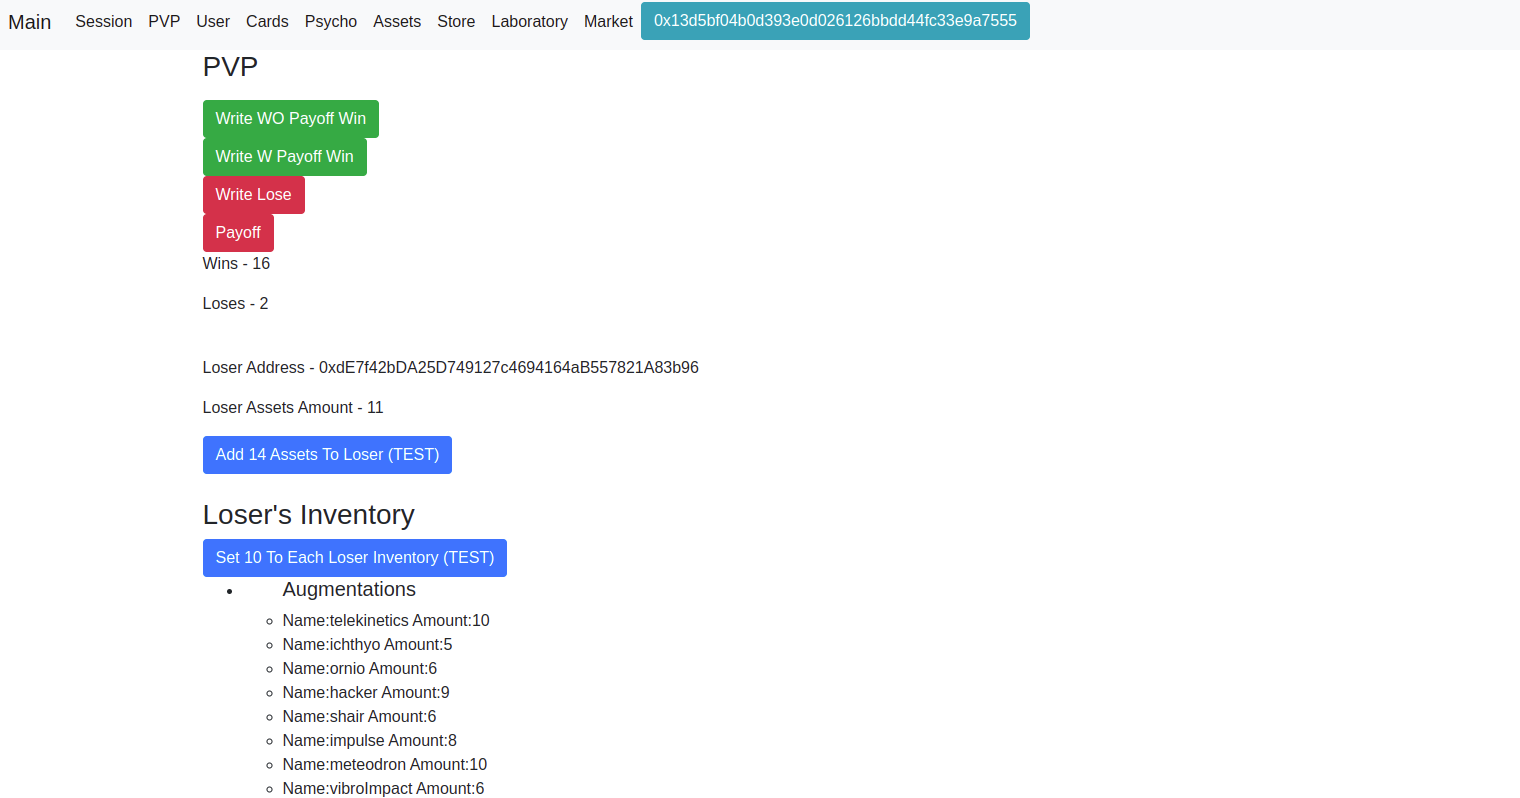 Main Session PVP User Cards Psycho Assets Store Laboratory Market 0x13d5bf04b0d393e0d026126bbdd44fc33e9a7555
PVP
Write WO Payoff Win
Write W Payoff Win
Write Lose
Payoff
Wins - 16
Loses - 2
Loser Address - 0xdE7f42bDA25D749127c4694164aB557821A83b96
Loser Assets Amount - 11
Add 14 Assets To Loser (TEST)
Loser's Inventory
Set 10 To Each Loser Inventory (TEST)
Augmentations
Name:telekinetics Amount:10
Name:ichthyo Amount:5
Name:ornio Amount:6
Name:hacker Amount:9
Name:shair Amount:6
Name:impulse Amount:8
Name:meteodron Amount:10
Name:vibroImpact Amount:6